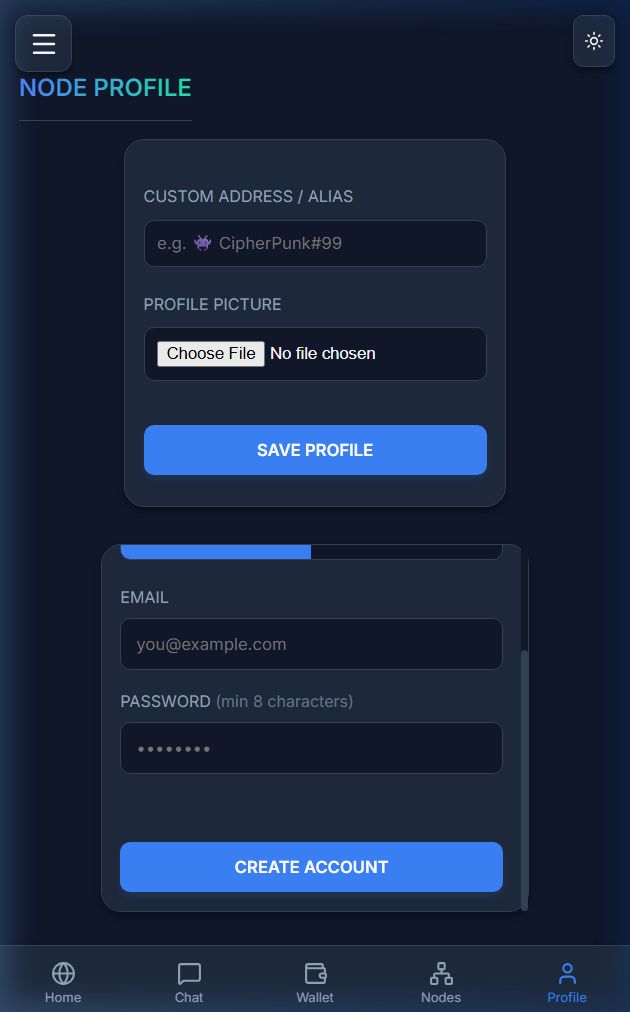 NODE PROFILE
CUSTOM ADDRESS / ALIAS
e.g. 👾 CipherPunk#99
PROFILE PICTURE
Choose File No file chosen
SAVE PROFILE
EMAIL
you@example.com
PASSWORD (min 8 characters)
••••••••
CREATE ACCOUNT
Home Chat Wallet Nodes Profile